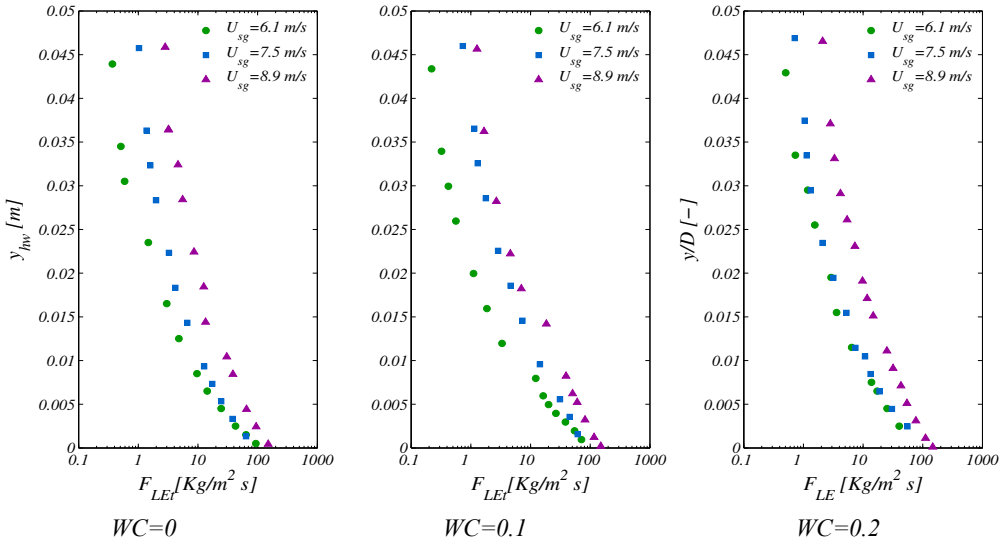 0.05 0.05 0.05
U_sg=6.1 m/s U_sg=6.1 m/s U_sg=6.1 m/s
0.045 U_sg=7.5 m/s 0.045 U_sg=7.5 m/s 0.045 U_sg=7.5 m/s
U_sg=8.9 m/s U_sg=8.9 m/s U_sg=8.9 m/s
0.04 0.04 0.04
0.035 0.035 0.035
0.03 0.03 0.03
y_hw [m] 0.025 0.025 y/D [-] 0.025
0.02 0.02 0.02
0.015 0.015 0.015
0.01 0.01 0.01
0.005 0.005 0.005
0 0 0
0.1 1 10 100 1000 0.1 1 10 100 1000 0.1 1 10 100 1000
F_LEt[Kg/m² s] F_LEt[Kg/m² s] F_LE [Kg/m² s]
WC=0 WC=0.1 WC=0.2